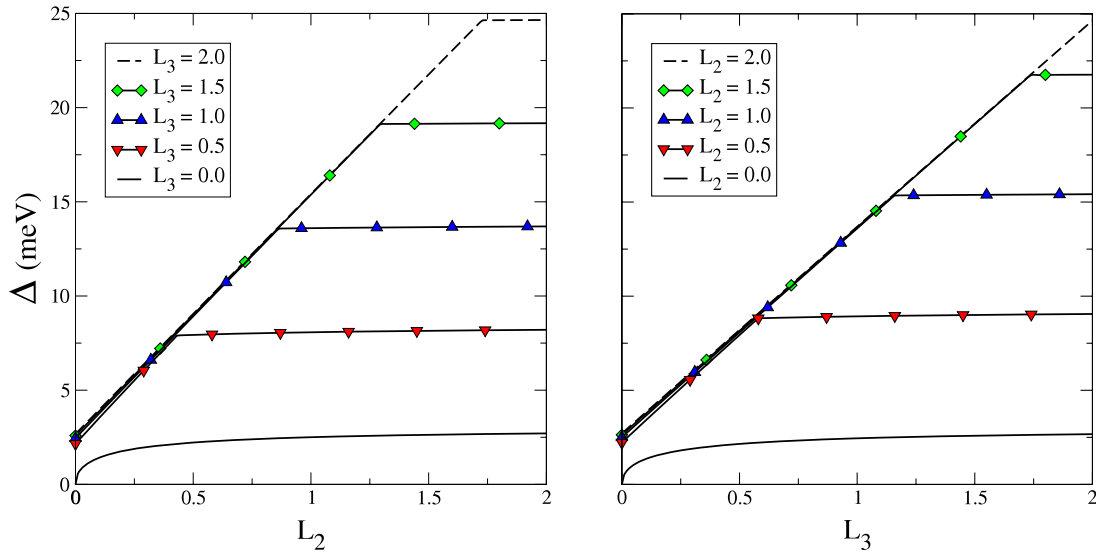 25
20
15
10
5
0
Δ (meV)
L₃ = 2.0
L₃ = 1.5
L₃ = 1.0
L₃ = 0.5
L₃ = 0.0
0 0.5 1 1.5 2
L₂
L₂ = 2.0
L₂ = 1.5
L₂ = 1.0
L₂ = 0.5
L₂ = 0.0
0 0.5 1 1.5 2
L₃